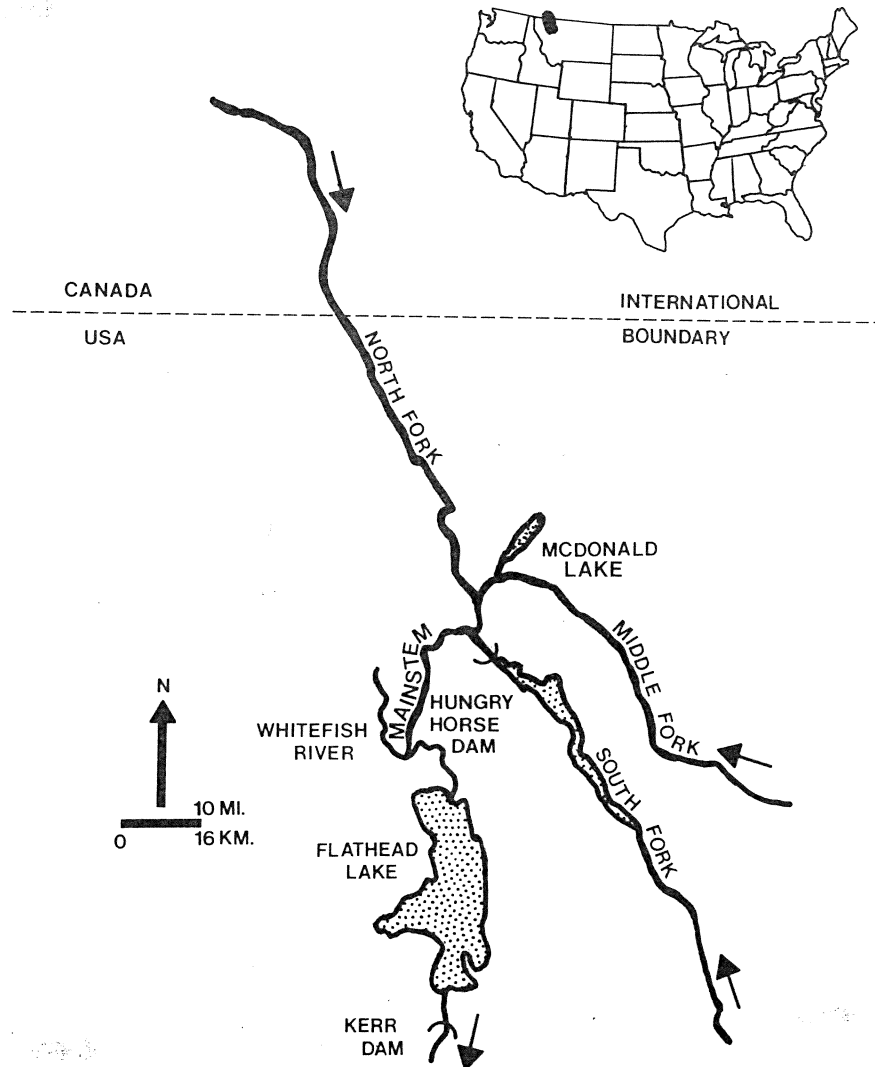 CANADA
INTERNATIONAL
USA
BOUNDARY
NORTH FORK
MCDONALD
LAKE
MIDDLE FORK
MAINSTEM
N
HUNGRY
HORSE
DAM
WHITEFISH
RIVER
SOUTH FORK
10 MI.
0
16 KM.
FLATHEAD
LAKE
KERR
DAM